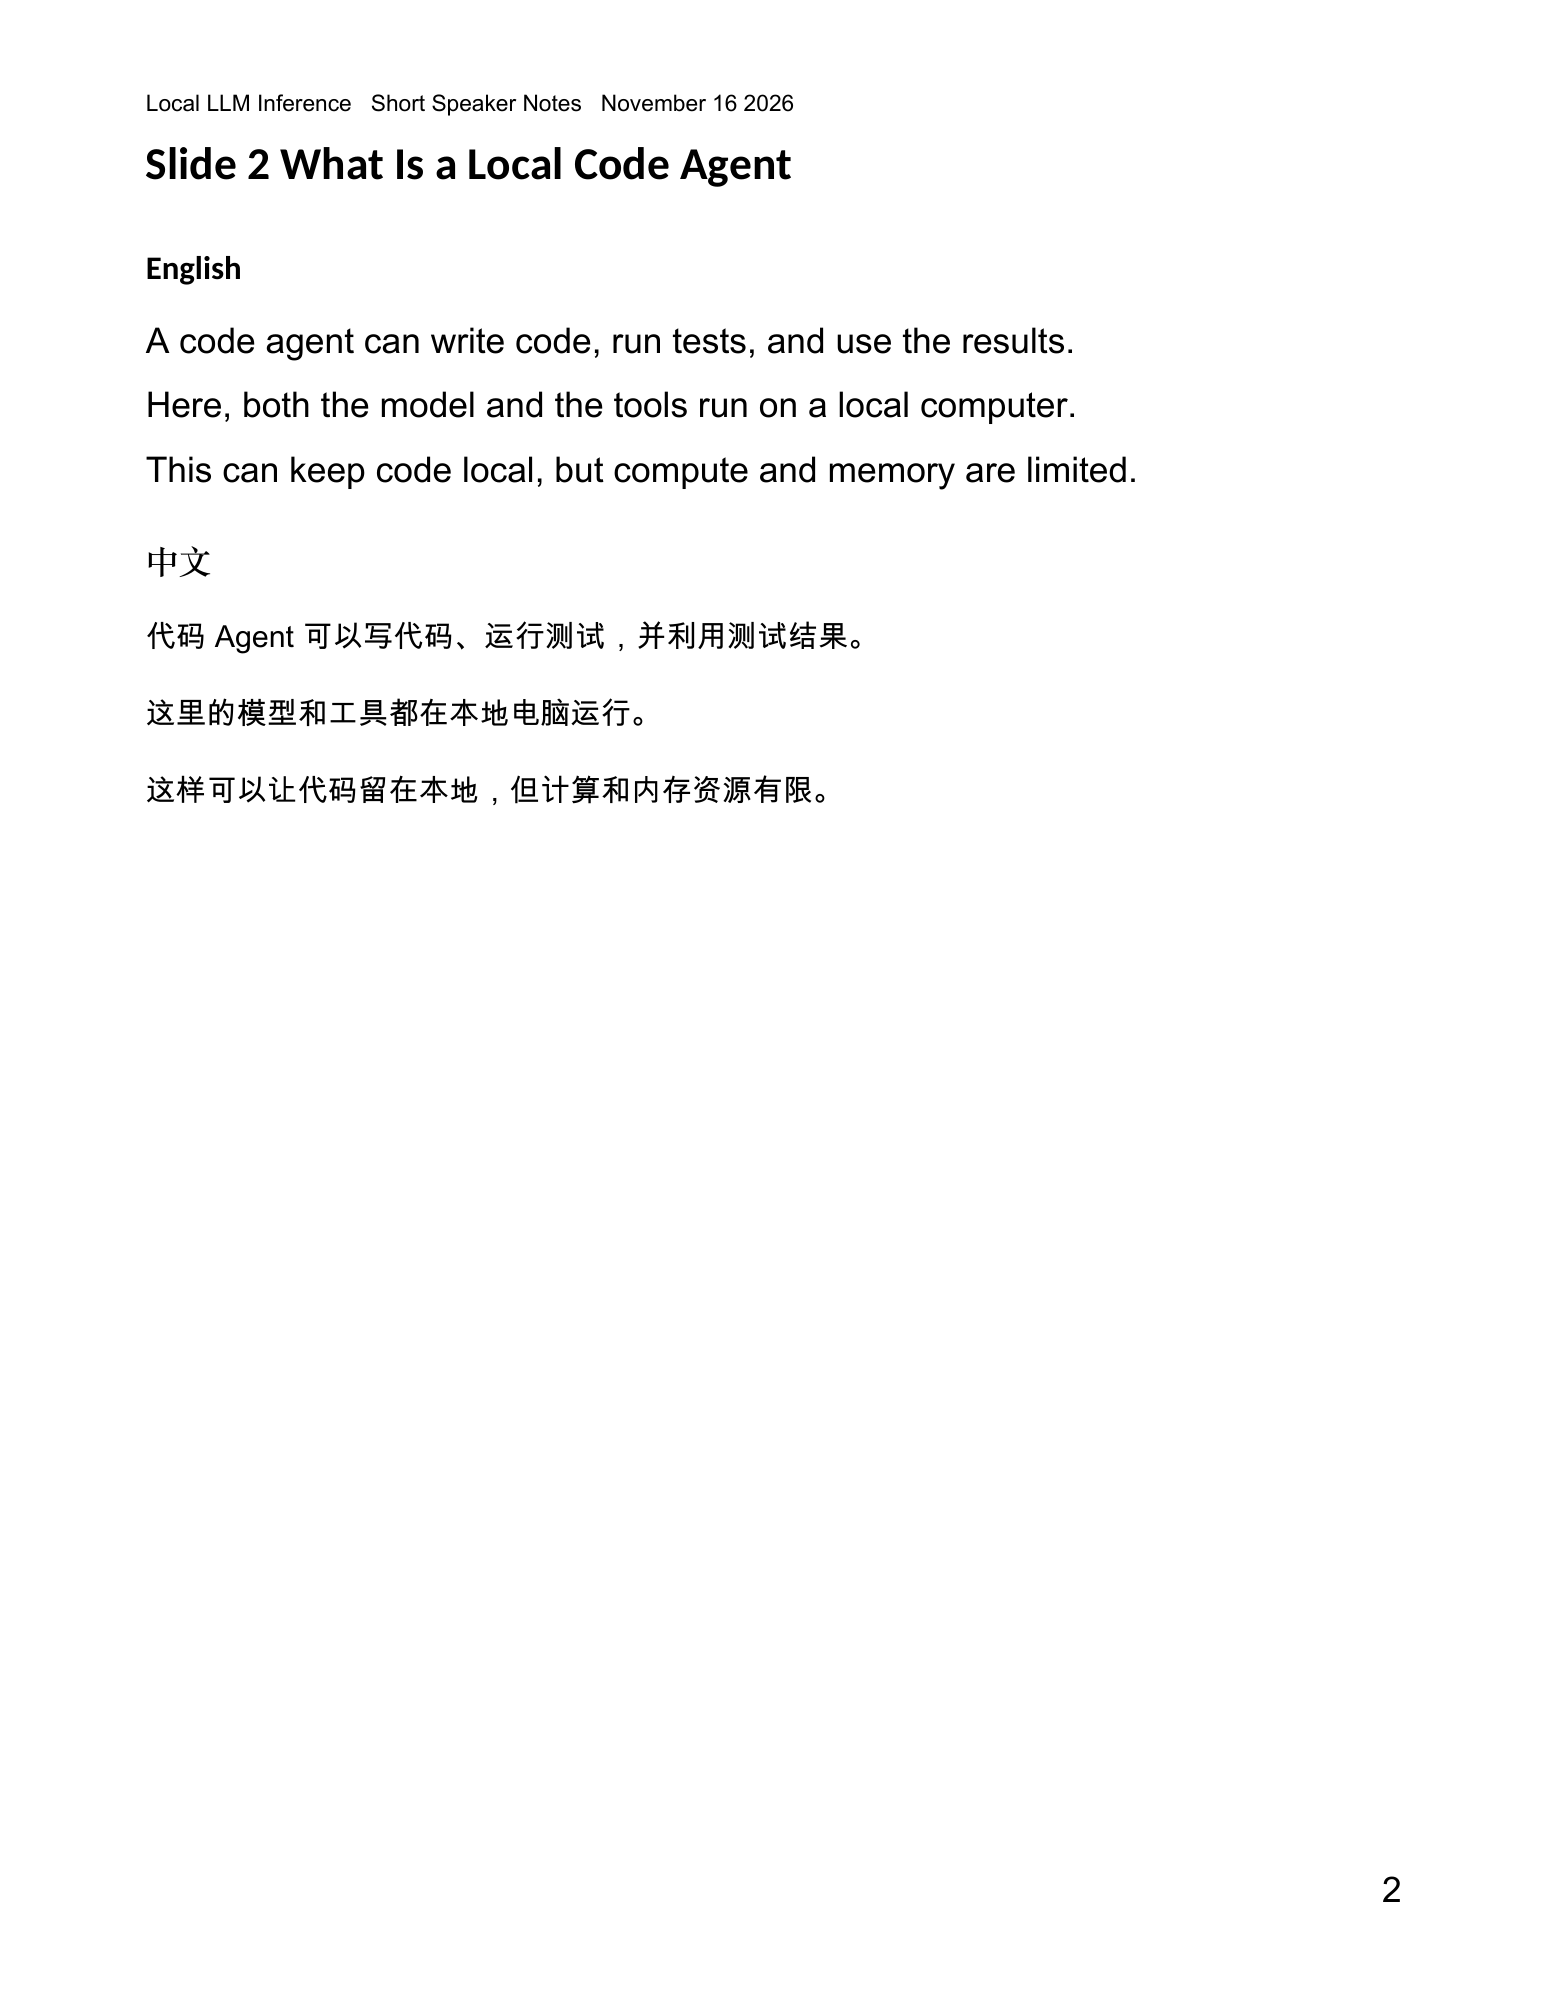 Local LLM Inference   Short Speaker Notes   November 16 2026
Slide 2 What Is a Local Code Agent
English
A code agent can write code, run tests, and use the results.
Here, both the model and the tools run on a local computer.
This can keep code local, but compute and memory are limited.
中文
代码 Agent 可以写代码、运行测试，并利用测试结果。
这里的模型和工具都在本地电脑运行。
这样可以让代码留在本地，但计算和内存资源有限。
2